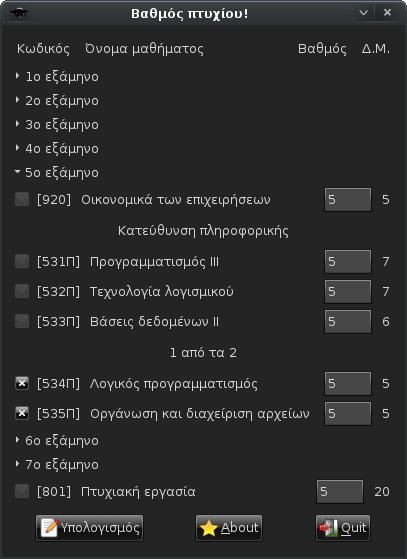 Βαθμός πτυχίου!
Κωδικός Όνομα μαθήματος Βαθμός Δ.Μ.
1ο εξάμηνο
2ο εξάμηνο
3ο εξάμηνο
4ο εξάμηνο
5ο εξάμηνο
[920] Οικονομικά των επιχειρήσεων 5 5
Κατεύθυνση πληροφορικής
[531Π] Προγραμματισμός ΙΙΙ 5 7
[532Π] Τεχνολογία λογισμικού 5 7
[533Π] Βάσεις δεδομένων ΙΙ 5 6
1 από τα 2
[534Π] Λογικός προγραμματισμός 5 5
[535Π] Οργάνωση και διαχείριση αρχείων 5 5
6ο εξάμηνο
7ο εξάμηνο
[801] Πτυχιακή εργασία 5 20
Υπολογισμός About Quit